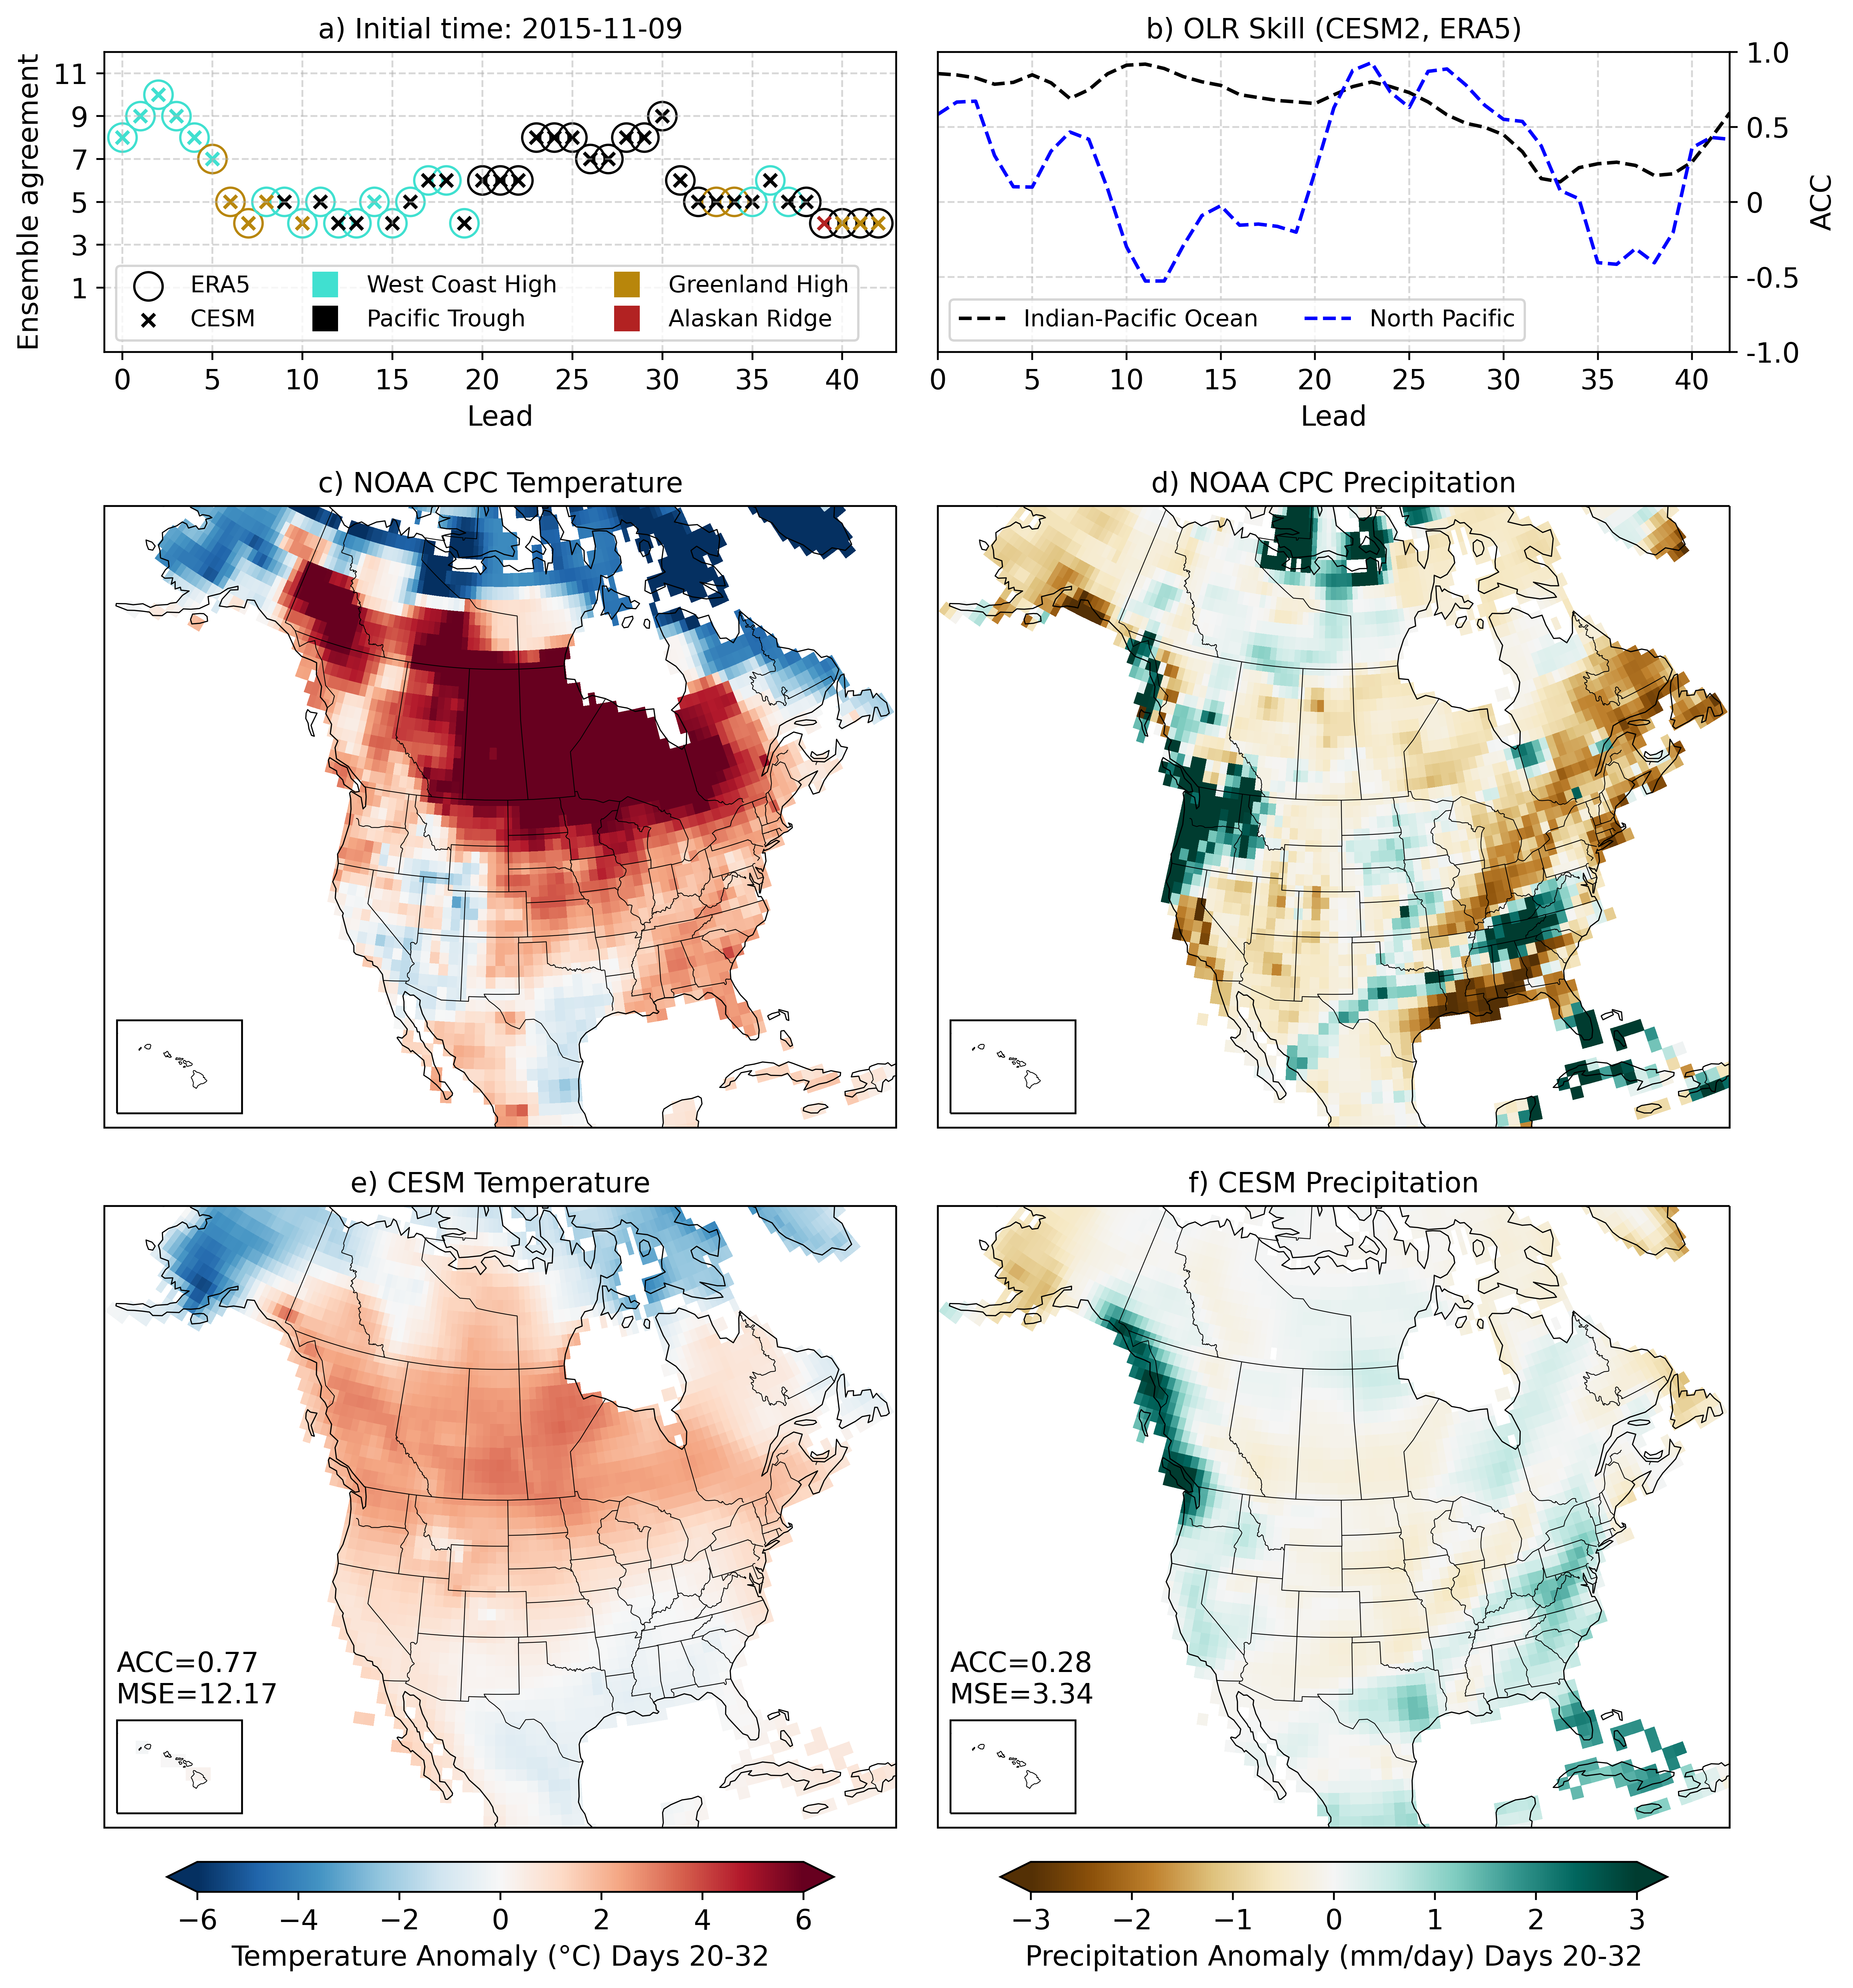 a) Initial time: 2015-11-09
b) OLR Skill (CESM2, ERA5)
Ensemble agreement
11
9
7
5
3
1
ERA5
West Coast High
Greenland High
CESM
Pacific Trough
Alaskan Ridge
0 5 10 15 20 25 30 35 40
Lead
1.0
0.5
0
-0.5
-1.0
ACC
Indian-Pacific Ocean
North Pacific
0 5 10 15 20 25 30 35 40
Lead
c) NOAA CPC Temperature
d) NOAA CPC Precipitation
e) CESM Temperature
f) CESM Precipitation
ACC=0.77
MSE=12.17
ACC=0.28
MSE=3.34
−6 −4 −2 0 2 4 6
Temperature Anomaly (°C) Days 20-32
−3 −2 −1 0 1 2 3
Precipitation Anomaly (mm/day) Days 20-32